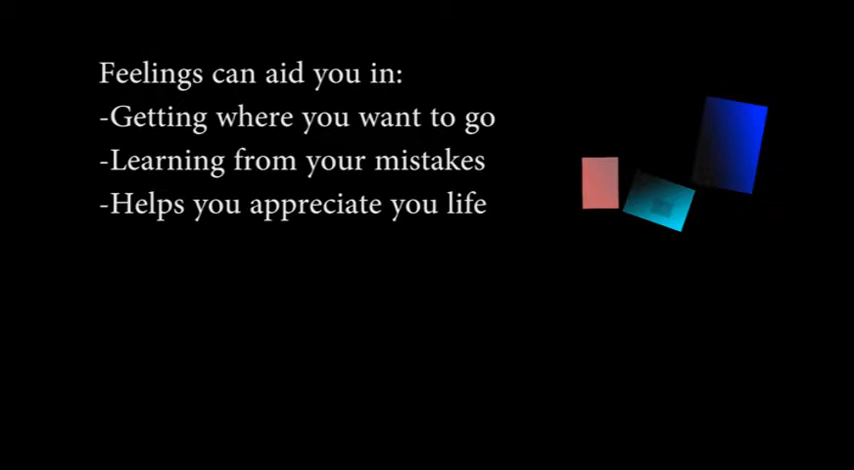 Feelings can aid you in:
-Getting where you want to go
-Learning from your mistakes
-Helps you appreciate you life